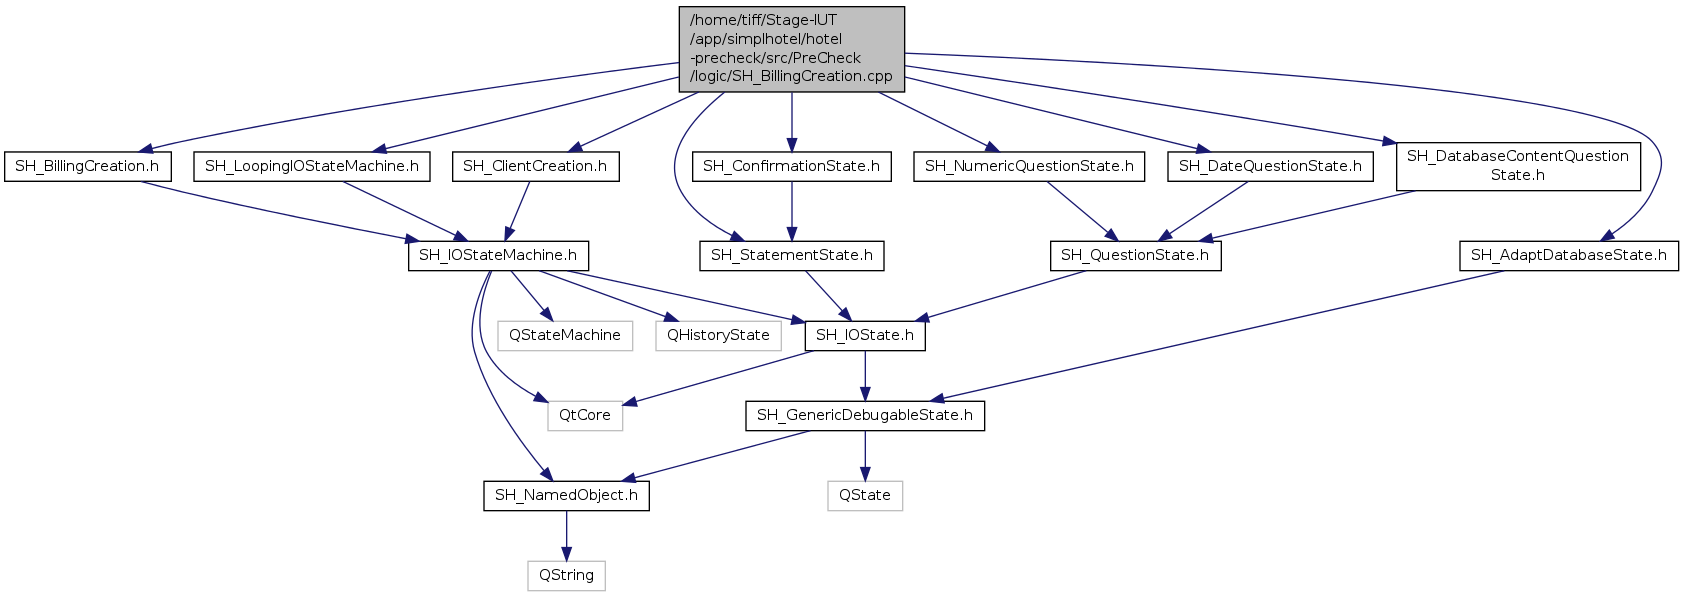 /home/tiff/Stage-IUT
/app/simplhotel/hotel
-precheck/src/PreCheck
/logic/SH_BillingCreation.cpp
SH_BillingCreation.h
SH_LoopingIOStateMachine.h
SH_ClientCreation.h
SH_ConfirmationState.h
SH_NumericQuestionState.h
SH_DateQuestionState.h
SH_DatabaseContentQuestion
State.h
SH_IOStateMachine.h
SH_StatementState.h
SH_QuestionState.h
SH_AdaptDatabaseState.h
QStateMachine
QHistoryState
SH_IOState.h
QtCore
SH_GenericDebugableState.h
SH_NamedObject.h
QState
QString